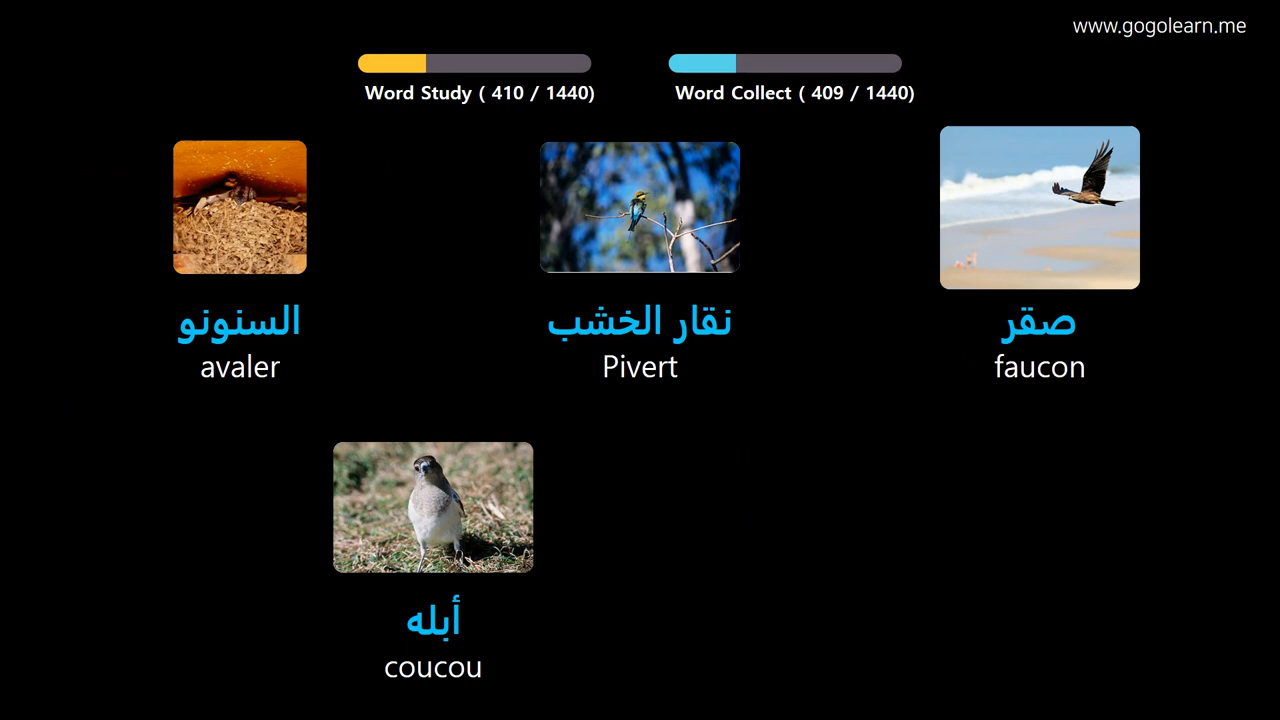 www.gogolearn.me
Word Study ( 410 / 1440)
Word Collect ( 409 / 1440)
السنونو
avaler
نقار الخشب
Pivert
صقر
faucon
أبله
coucou